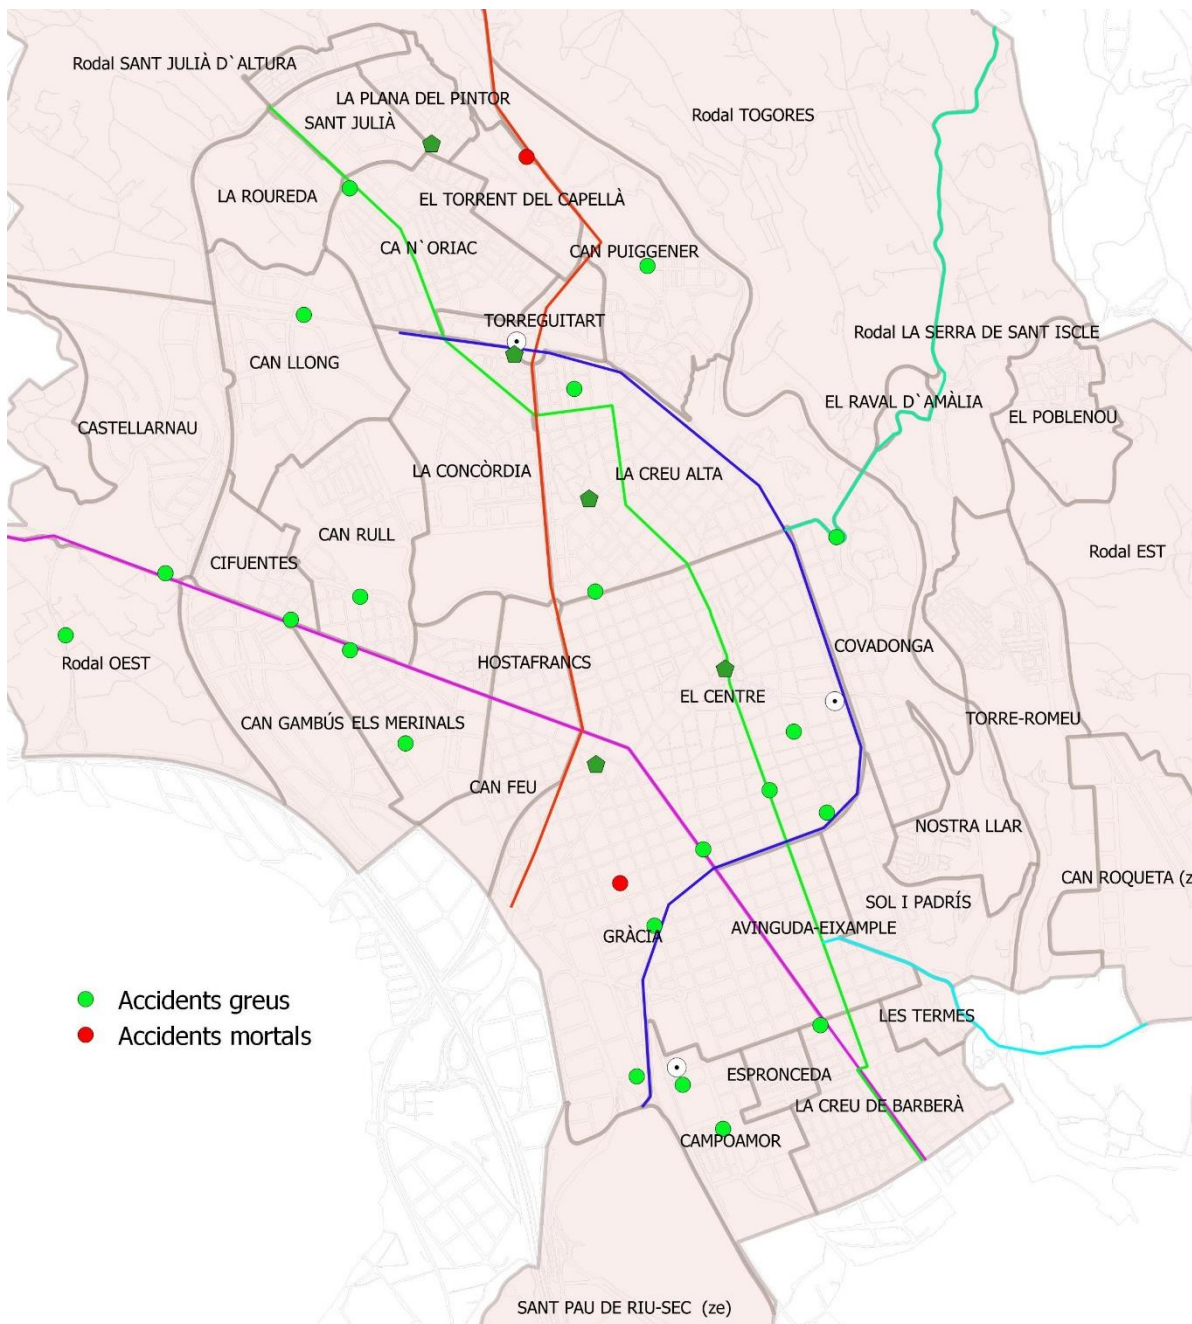 Rodal SANT JULIÀ D`ALTURA
LA PLANA DEL PINTOR
SANT JULIÀ
Rodal TOGORES
LA ROUREDA
EL TORRENT DEL CAPELLÀ
CA N`ORIAC
CAN PUIGGENER
TORREGUITART
Rodal LA SERRA DE SANT ISCLE
CAN LLONG
EL RAVAL D`AMÀLIA
EL POBLENOU
CASTELLARNAU
LA CONCÒRDIA
LA CREU ALTA
CAN RULL
Rodal EST
CIFUENTES
COVADONGA
Rodal OEST
HOSTAFRANCS
EL CENTRE
CAN GAMBÚS
ELS MERINALS
TORRE-ROMEU
CAN FEU
NOSTRA LLAR
CAN ROQUETA (z
SOL I PADRÍS
AVINGUDA-EIXAMPLE
GRÀCIA
Accidents greus
LES TERMES
Accidents mortals
ESPRONCEDA
LA CREU DE BARBERÀ
CAMPOAMOR
SANT PAU DE RIU-SEC (ze)